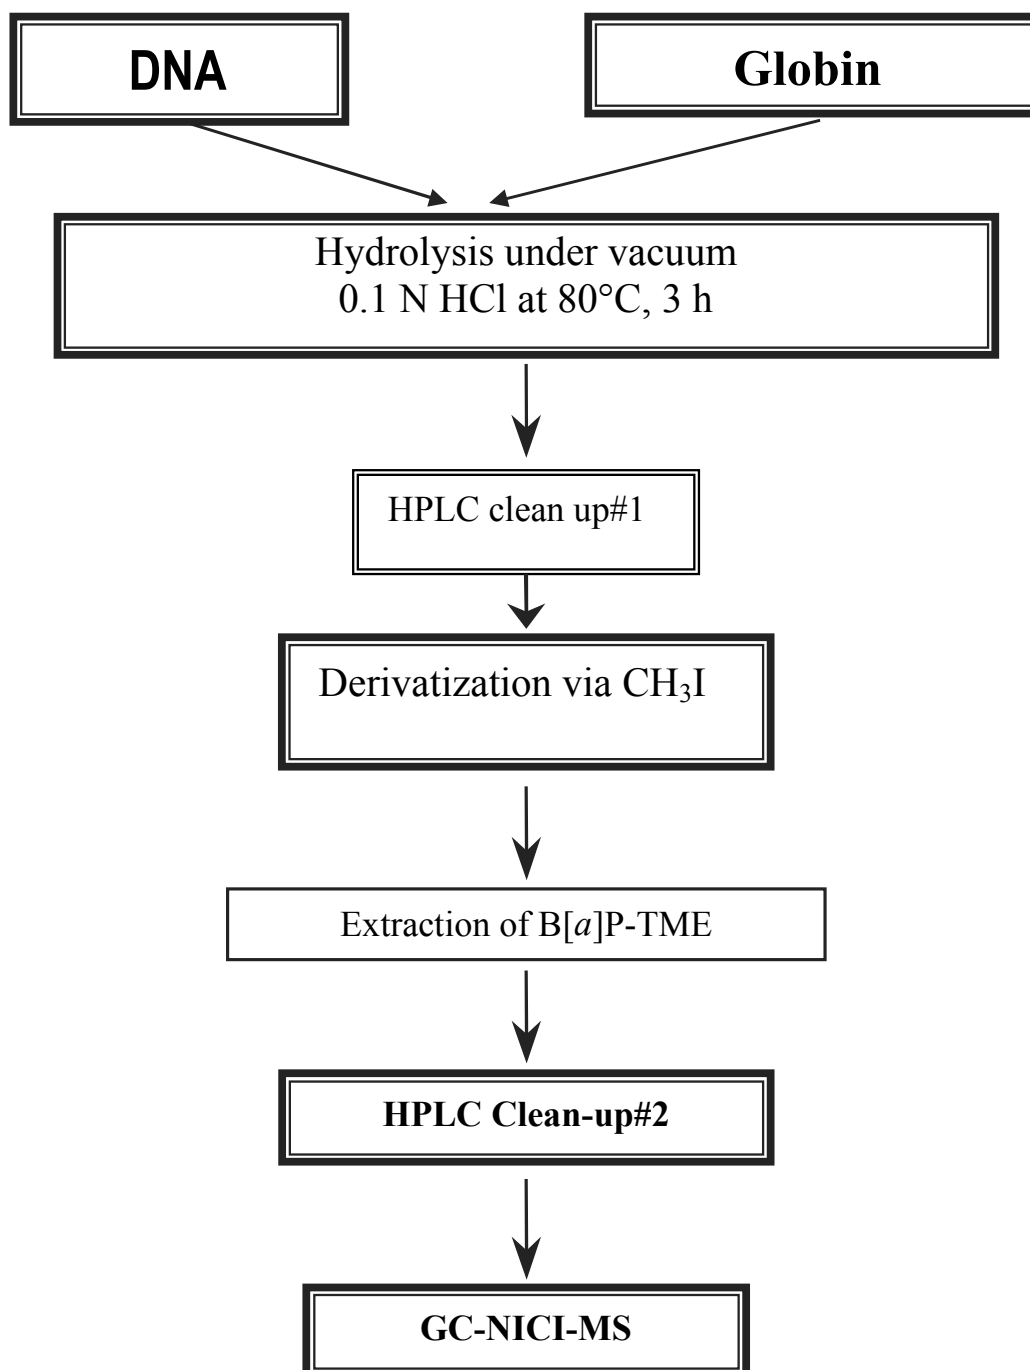 DNA
Globin
Hydrolysis under vacuum
0.1 N HCl at 80°C, 3 h
HPLC clean up#1
Derivatization via CH₃I
Extraction of B[a]P-TME
HPLC Clean-up#2
GC-NICI-MS